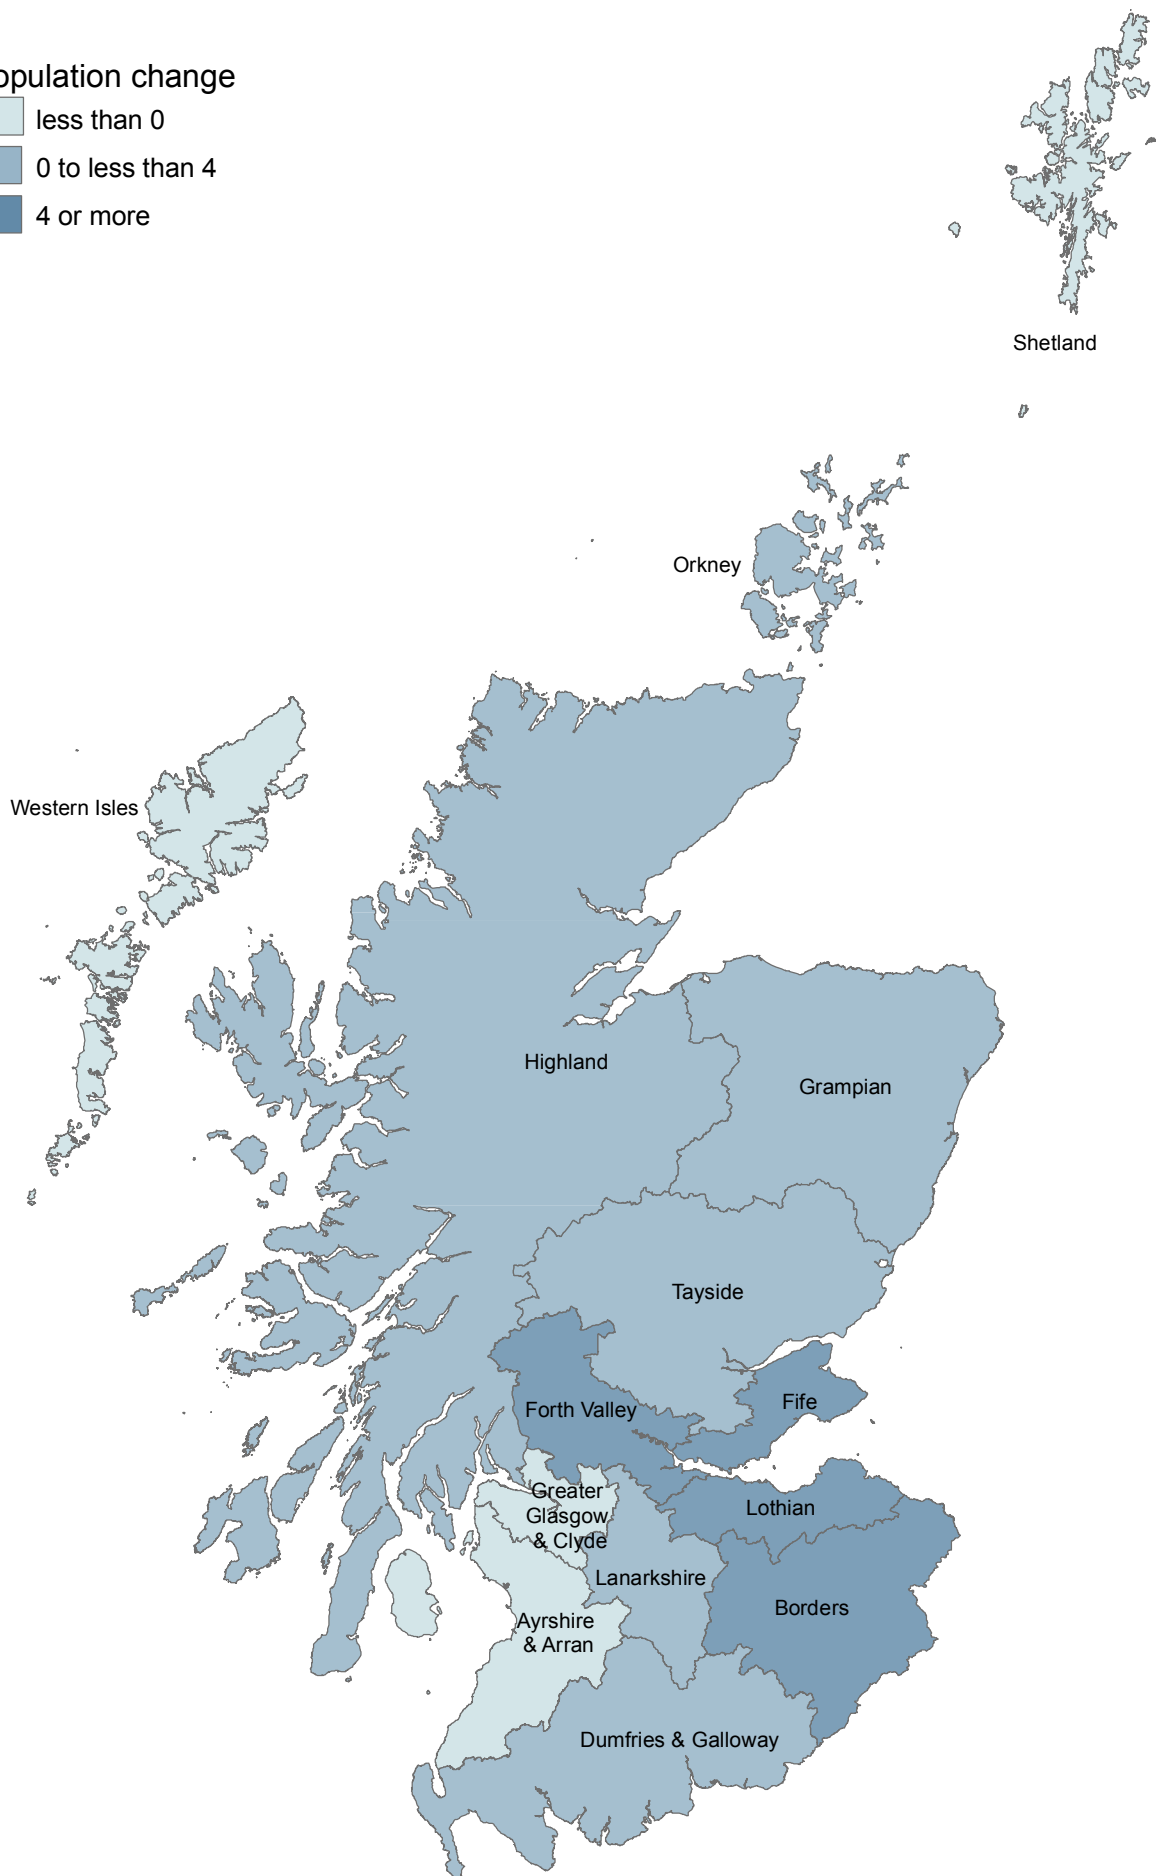 opulation change
less than 0
0 to less than 4
4 or more
Shetland
Orkney
Western Isles
Highland
Grampian
Tayside
Forth Valley
Fife
Greater
Glasgow
& Clyde
Lothian
Lanarkshire
Borders
Ayrshire
& Arran
Dumfries & Galloway